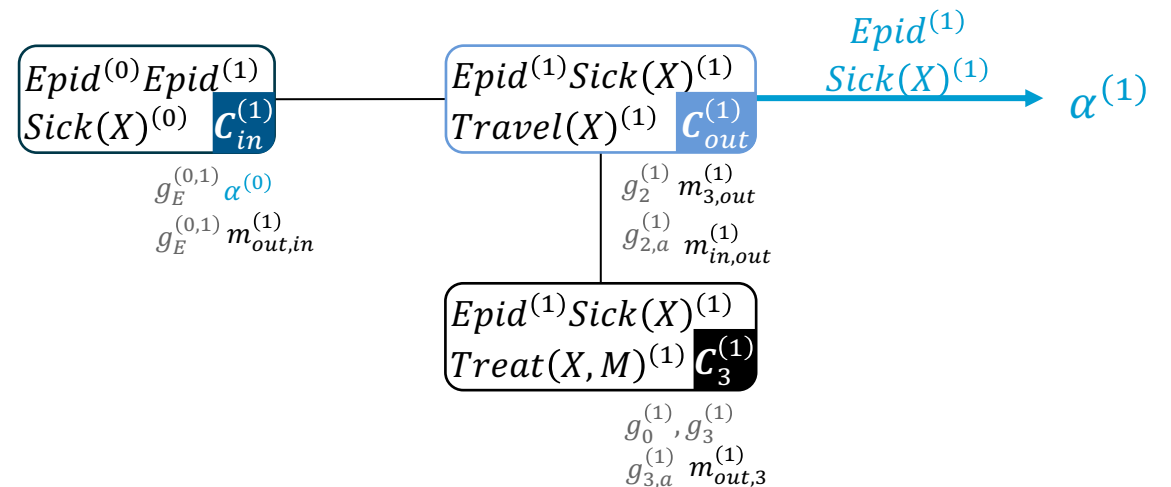 Epid⁽⁰⁾Epid⁽¹⁾
Sick(X)⁽⁰⁾ C_in⁽¹⁾
g_E⁽⁰,¹⁾ α⁽⁰⁾
g_E⁽⁰,¹⁾ m_out,in⁽¹⁾
Epid⁽¹⁾Sick(X)⁽¹⁾
Travel(X)⁽¹⁾ C_out⁽¹⁾
g_2⁽¹⁾ m_3,out⁽¹⁾
g_2,a⁽¹⁾ m_in,out⁽¹⁾
Epid⁽¹⁾
Sick(X)⁽¹⁾
α⁽¹⁾
Epid⁽¹⁾Sick(X)⁽¹⁾
Treat(X, M)⁽¹⁾ C_3⁽¹⁾
g_0⁽¹⁾, g_3⁽¹⁾
g_3,a⁽¹⁾ m_out,3⁽¹⁾